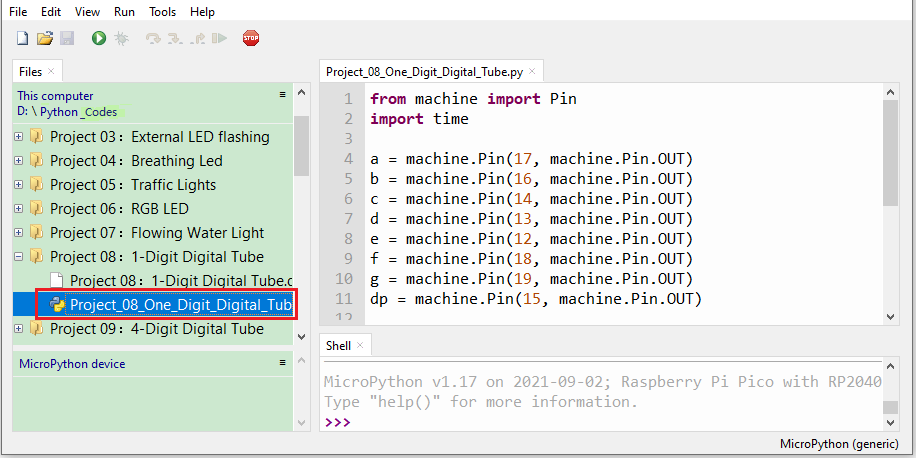 File Edit View Run Tools Help
STOP
Files ×
This computer
D: \ Python _Codes
Project 03：External LED flashing
Project 04：Breathing Led
Project 05：Traffic Lights
Project 06：RGB LED
Project 07：Flowing Water Light
Project 08：1-Digit Digital Tube
Project 08：1-Digit Digital Tube.c
Project_08_One_Digit_Digital_Tub
Project 09：4-Digit Digital Tube
MicroPython device
Project_08_One_Digit_Digital_Tube.py ×
1 from machine import Pin
2 import time
3
4 a = machine.Pin(17, machine.Pin.OUT)
5 b = machine.Pin(16, machine.Pin.OUT)
6 c = machine.Pin(14, machine.Pin.OUT)
7 d = machine.Pin(13, machine.Pin.OUT)
8 e = machine.Pin(12, machine.Pin.OUT)
9 f = machine.Pin(18, machine.Pin.OUT)
10 g = machine.Pin(19, machine.Pin.OUT)
11 dp = machine.Pin(15, machine.Pin.OUT)
12
Shell ×
MicroPython v1.17 on 2021-09-02; Raspberry Pi Pico with RP2040
Type "help()" for more information.
>>>
MicroPython (generic)